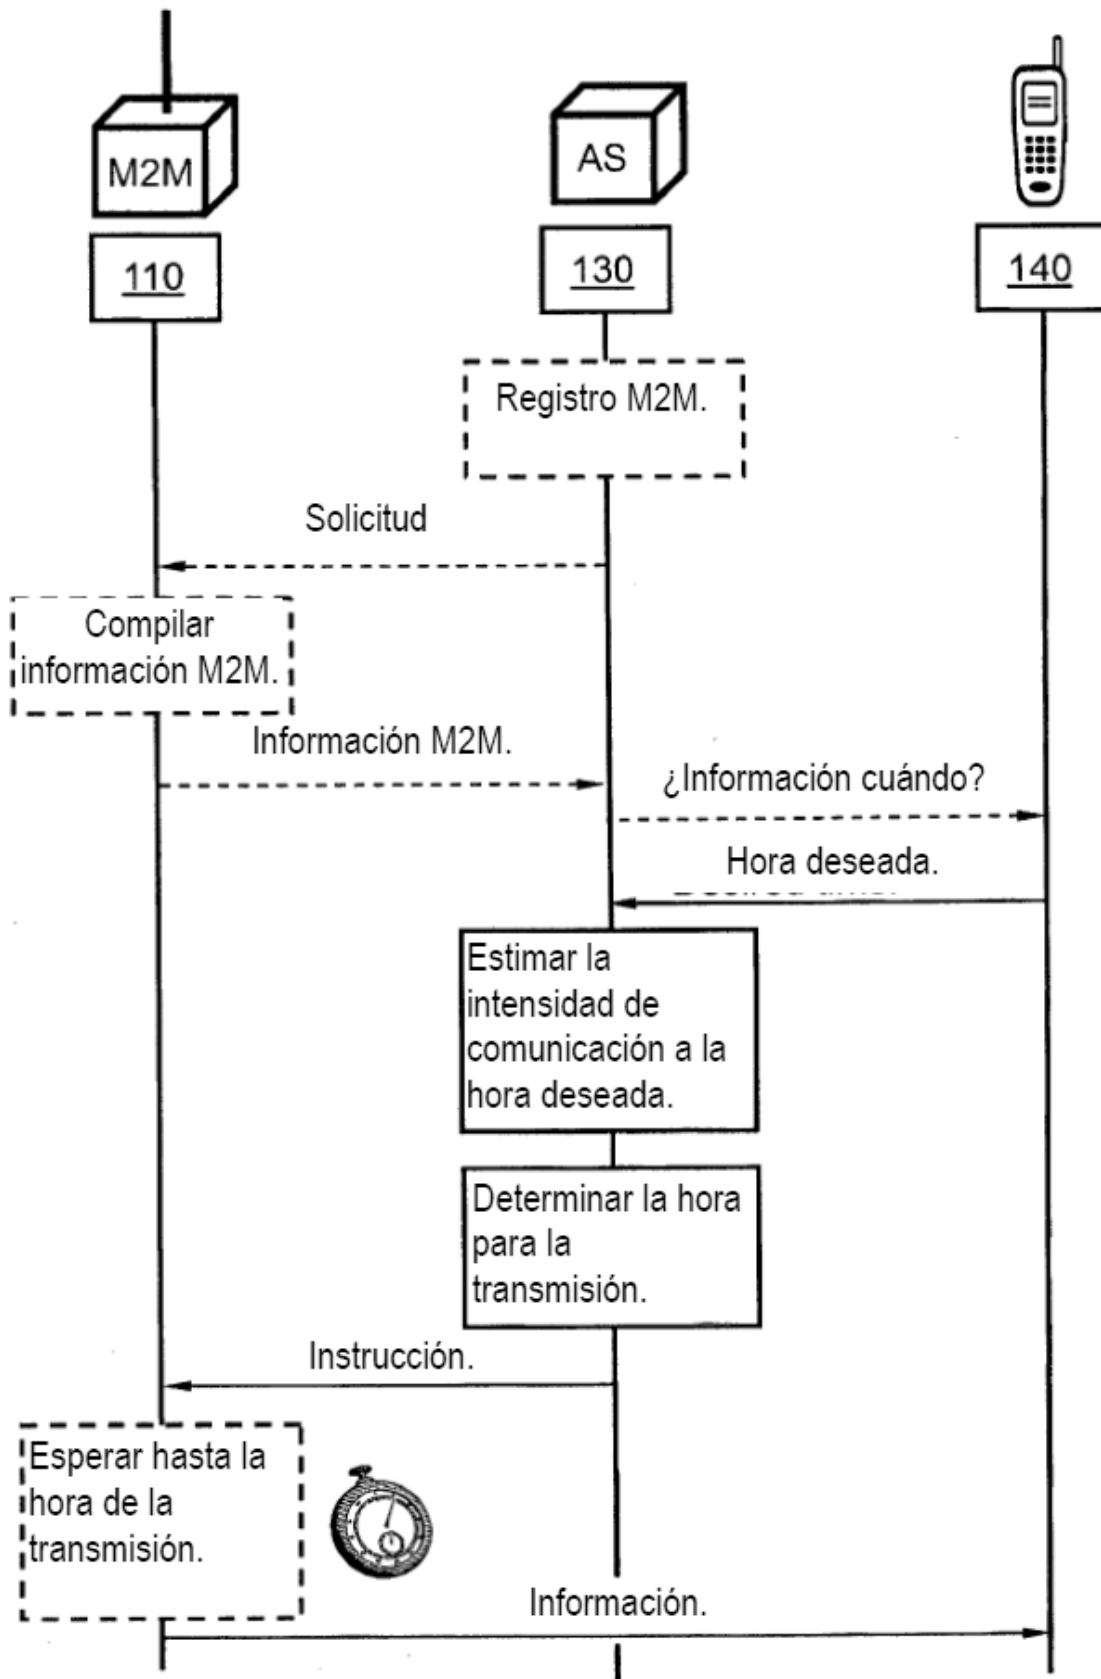 M2M
AS
110
130
140
Registro M2M.
Solicitud
Compilar
información M2M.
Información M2M.
¿Información cuándo?
Hora deseada.
Estimar la
intensidad de
comunicación a la
hora deseada.
Determinar la hora
para la
transmisión.
Instrucción.
Esperar hasta la
hora de la
transmisión.
Información.